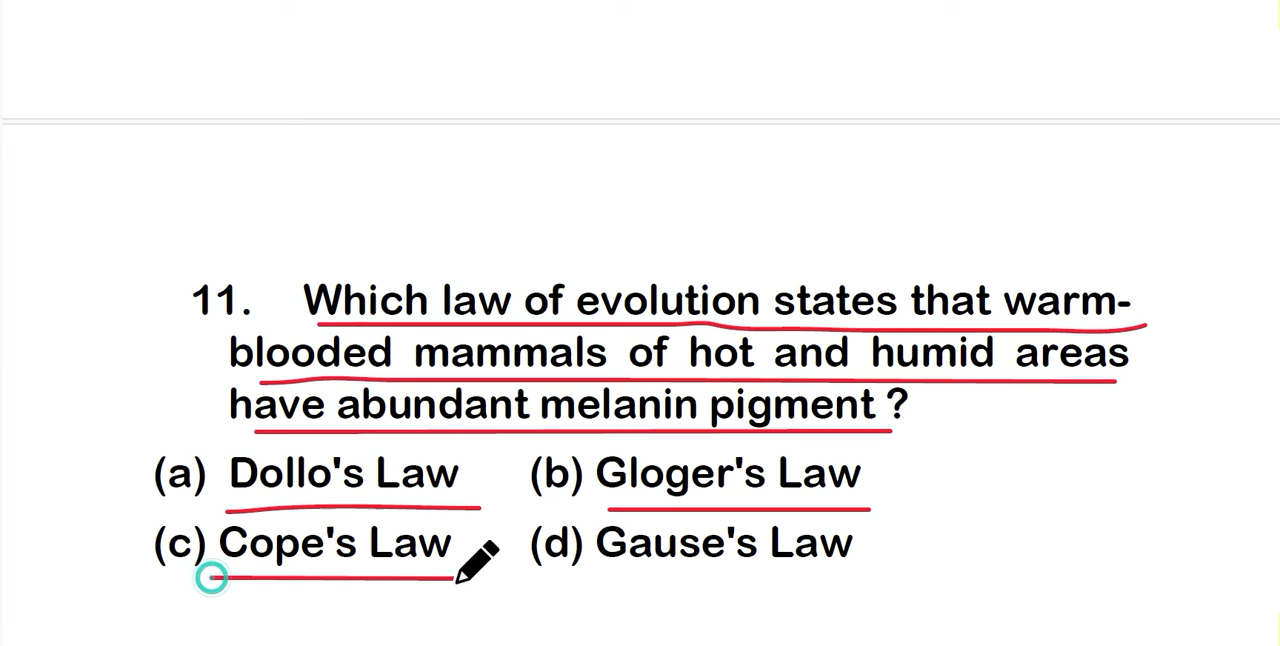 11. Which law of evolution states that warm-
blooded mammals of hot and humid areas
have abundant melanin pigment ?
(a) Dollo's Law (b) Gloger's Law
(c) Cope's Law (d) Gause's Law